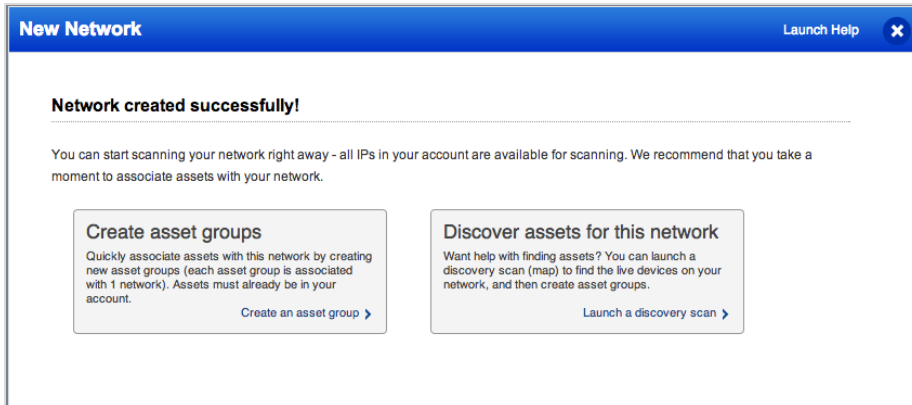 New Network
Launch Help
Network created successfully!
You can start scanning your network right away - all IPs in your account are available for scanning. We recommend that you take a
moment to associate assets with your network.
Create asset groups
Quickly associate assets with this network by creating
new asset groups (each asset group is associated
with 1 network). Assets must already be in your
account.
Create an asset group
Discover assets for this network
Want help with finding assets? You can launch a
discovery scan (map) to find the live devices on your
network, and then create asset groups.
Launch a discovery scan